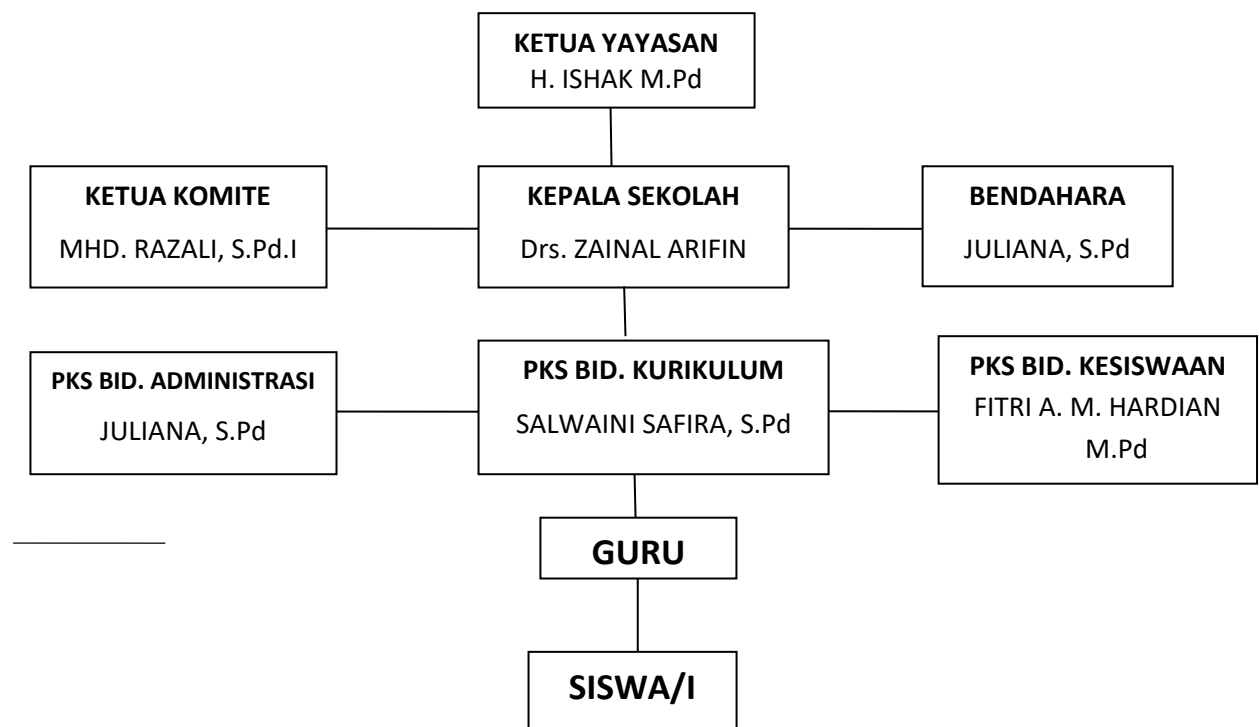 KETUA YAYASAN
H. ISHAK M.Pd
KETUA KOMITE
MHD. RAZALI, S.Pd.I
KEPALA SEKOLAH
Drs. ZAINAL ARIFIN
BENDAHARA
JULIANA, S.Pd
PKS BID. ADMINISTRASI
JULIANA, S.Pd
PKS BID. KURIKULUM
SALWAINI SAFIRA, S.Pd
PKS BID. KESISWAAN
FITRI A. M. HARDIAN
M.Pd
GURU
SISWA/I